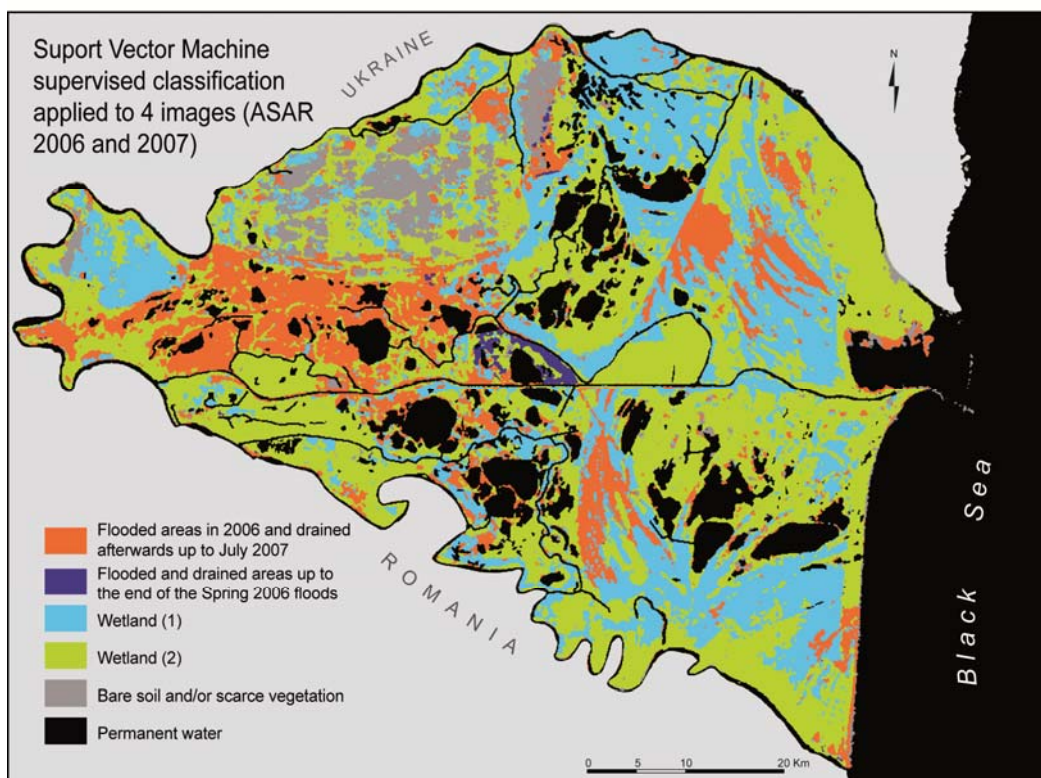 Suport Vector Machine
supervised classification
applied to 4 images (ASAR
2006 and 2007)
UKRAINE
N
Flooded areas in 2006 and drained
afterwards up to July 2007
Flooded and drained areas up to
the end of the Spring 2006 floods
Wetland (1)
Wetland (2)
Bare soil and/or scarce vegetation
Permanent water
ROMANIA
Black Sea
0 5 10 20 Km